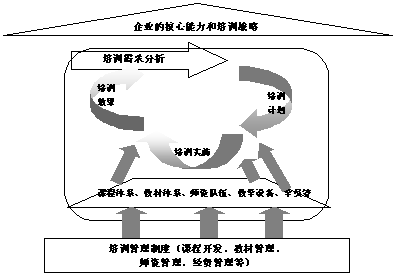 企业的核心能力和培训战略
培训需求分析
培训
效果
培训
计划
培训实施
课程体系、教材体系、师资队伍、教学设备、学员等
培训管理制度（课程开发、教材管理、
师资管理、经费管理等）